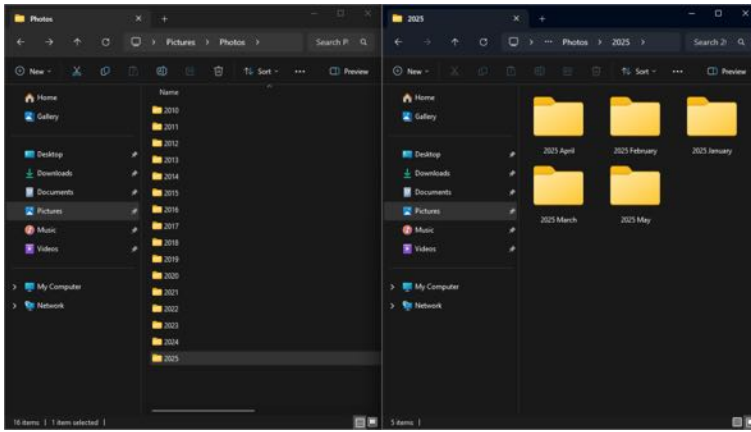 Photos
Pictures > Photos >
Search P
New
Sort
Preview
Home
Gallery
Desktop
Downloads
Documents
Pictures
Music
Videos
My Computer
Network
Name
2010
2011
2012
2013
2014
2015
2016
2017
2018
2019
2020
2021
2022
2023
2024
2025
16 items | 1 item selected |
2025
Photos > 2025 >
Search 2
New
Sort
Preview
Home
Gallery
Desktop
Downloads
Documents
Pictures
Music
Videos
My Computer
Network
2025 April
2025 February
2025 January
2025 March
2025 May
5 items |